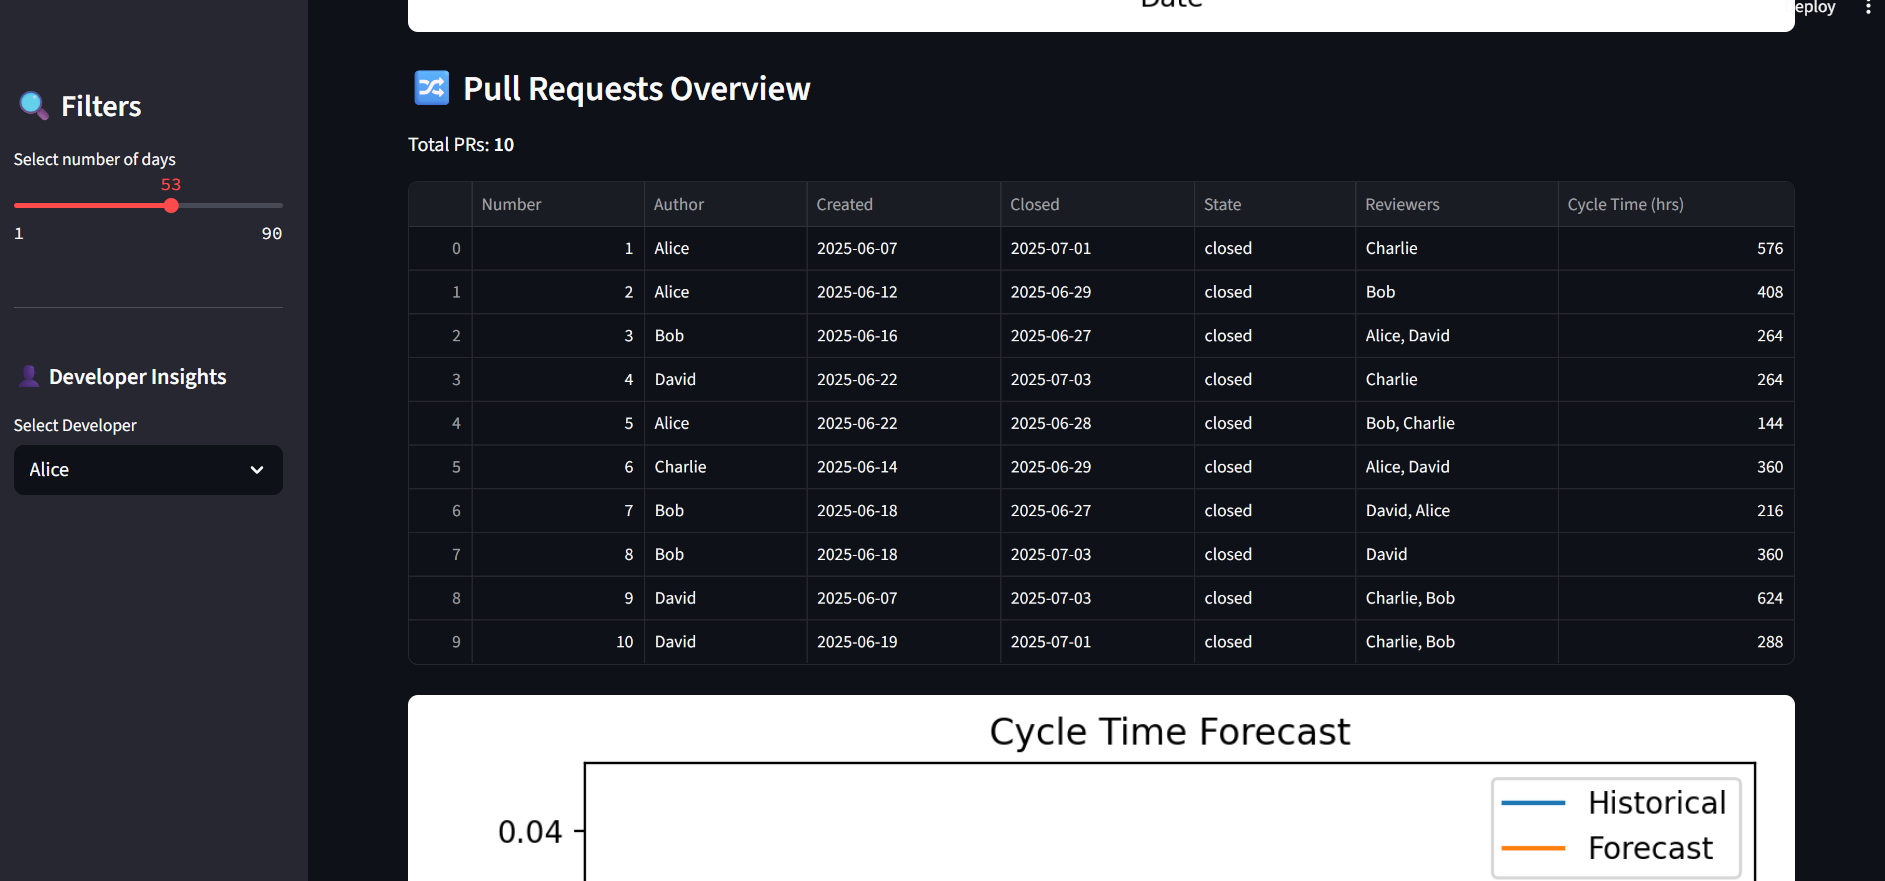 Date
eploy
Filters
Select number of days
53
1 90
Developer Insights
Select Developer
Alice
Pull Requests Overview
Total PRs: 10
Number Author Created Closed State Reviewers Cycle Time (hrs)
0 1 Alice 2025-06-07 2025-07-01 closed Charlie 576
1 2 Alice 2025-06-12 2025-06-29 closed Bob 408
2 3 Bob 2025-06-16 2025-06-27 closed Alice, David 264
3 4 David 2025-06-22 2025-07-03 closed Charlie 264
4 5 Alice 2025-06-22 2025-06-28 closed Bob, Charlie 144
5 6 Charlie 2025-06-14 2025-06-29 closed Alice, David 360
6 7 Bob 2025-06-18 2025-06-27 closed David, Alice 216
7 8 Bob 2025-06-18 2025-07-03 closed David 360
8 9 David 2025-06-07 2025-07-03 closed Charlie, Bob 624
9 10 David 2025-06-19 2025-07-01 closed Charlie, Bob 288
Cycle Time Forecast
0.04
Historical
Forecast